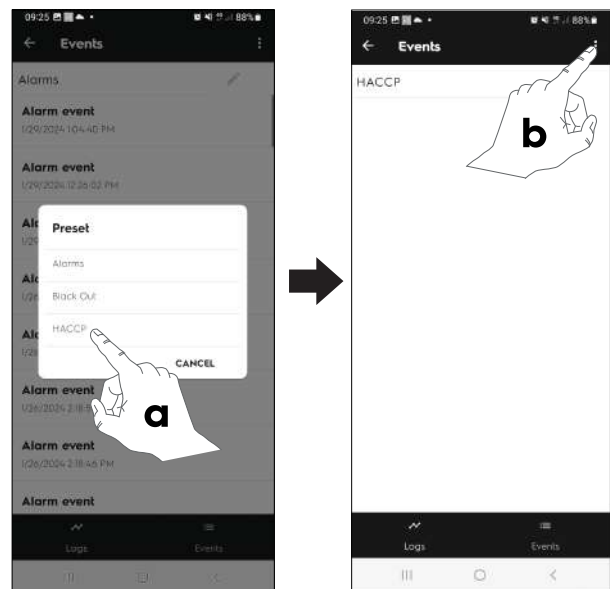 09:25 88%
Events
Alarms
Alarm event
1/29/2024 1:04:40 PM
Alarm event
1/29/2024 12:26:02 PM
Preset
Alarms
Black Out
HACCP
CANCEL
a
Alarm event
Alarm event
1/26/2024 2:18:46 PM
Alarm event
Logs Events
09:25 88%
Events
HACCP
b
Logs Events